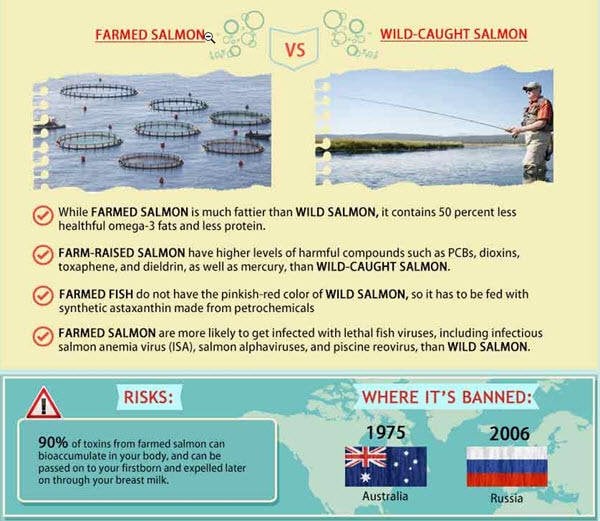 FARMED SALMON
VS
WILD-CAUGHT SALMON
While FARMED SALMON is much fattier than WILD SALMON, it contains 50 percent less
healthful omega-3 fats and less protein.
FARM-RAISED SALMON have higher levels of harmful compounds such as PCBs, dioxins,
toxaphene, and dieldrin, as well as mercury, than WILD-CAUGHT SALMON.
FARMED FISH do not have the pinkish-red color of WILD SALMON, so it has to be fed with
synthetic astaxanthin made from petrochemicals
FARMED SALMON are more likely to get infected with lethal fish viruses, including infectious
salmon anemia virus (ISA), salmon alphaviruses, and piscine reovirus, than WILD SALMON.
RISKS:
90% of toxins from farmed salmon can
bioaccumulate in your body, and can be
passed on to your firstborn and expelled later
on through your breast milk.
WHERE IT'S BANNED:
1975
2006
Australia
Russia